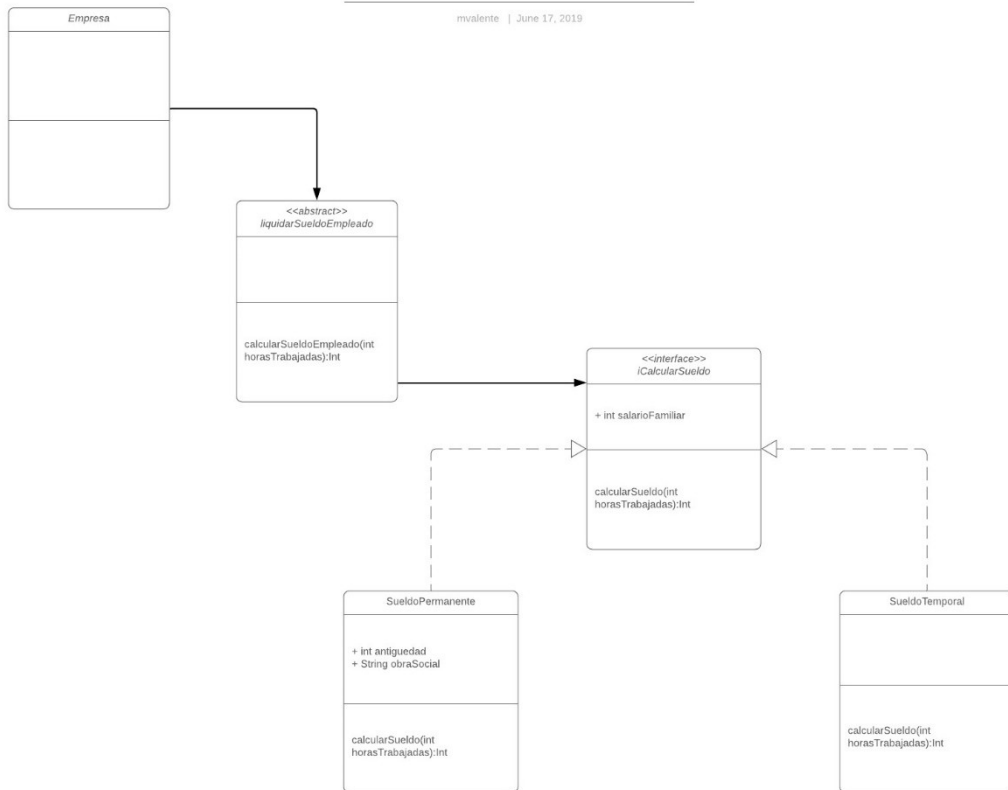 mvalente | June 17, 2019
Empresa
<<abstract>>
liquidarSueldoEmpleado
calcularSueldoEmpleado(int
horasTrabajadas):Int
<<interface>>
iCalcularSueldo
+ int salarioFamiliar
calcularSueldo(int
horasTrabajadas):Int
SueldoPermanente
+ int antiguedad
+ String obraSocial
calcularSueldo(int
horasTrabajadas):Int
SueldoTemporal
calcularSueldo(int
horasTrabajadas):Int